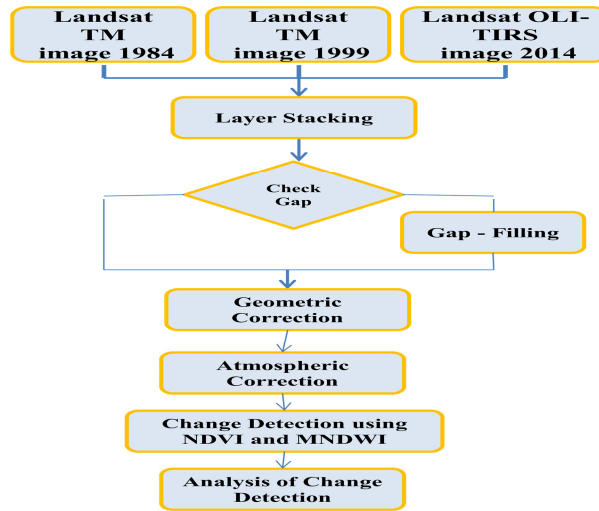 Landsat
TM
image 1984
Landsat
TM
image 1999
Landsat OLI-
TIRS
image 2014
Layer Stacking
Check
Gap
Gap - Filling
Geometric
Correction
Atmospheric
Correction
Change Detection using
NDVI and MNDWI
Analysis of Change
Detection